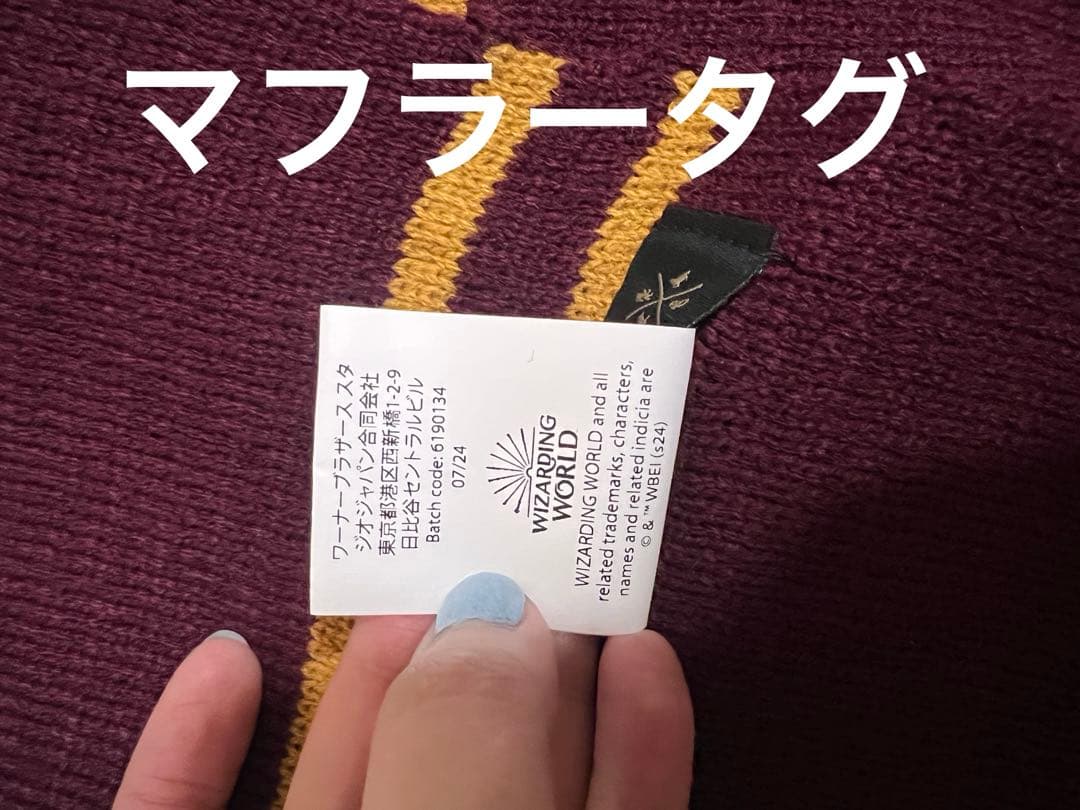 マフラータグ
ワーナーブラザース スタ
ジオジャパン合同会社
東京都港区西新橋1-2-9
日比谷セントラルビル
Batch code: 6190134
07/24
WIZARDING
WORLD
WIZARDING WORLD and all
related trademarks, characters,
names and related indicia are
© & ™ WBEI (s24)